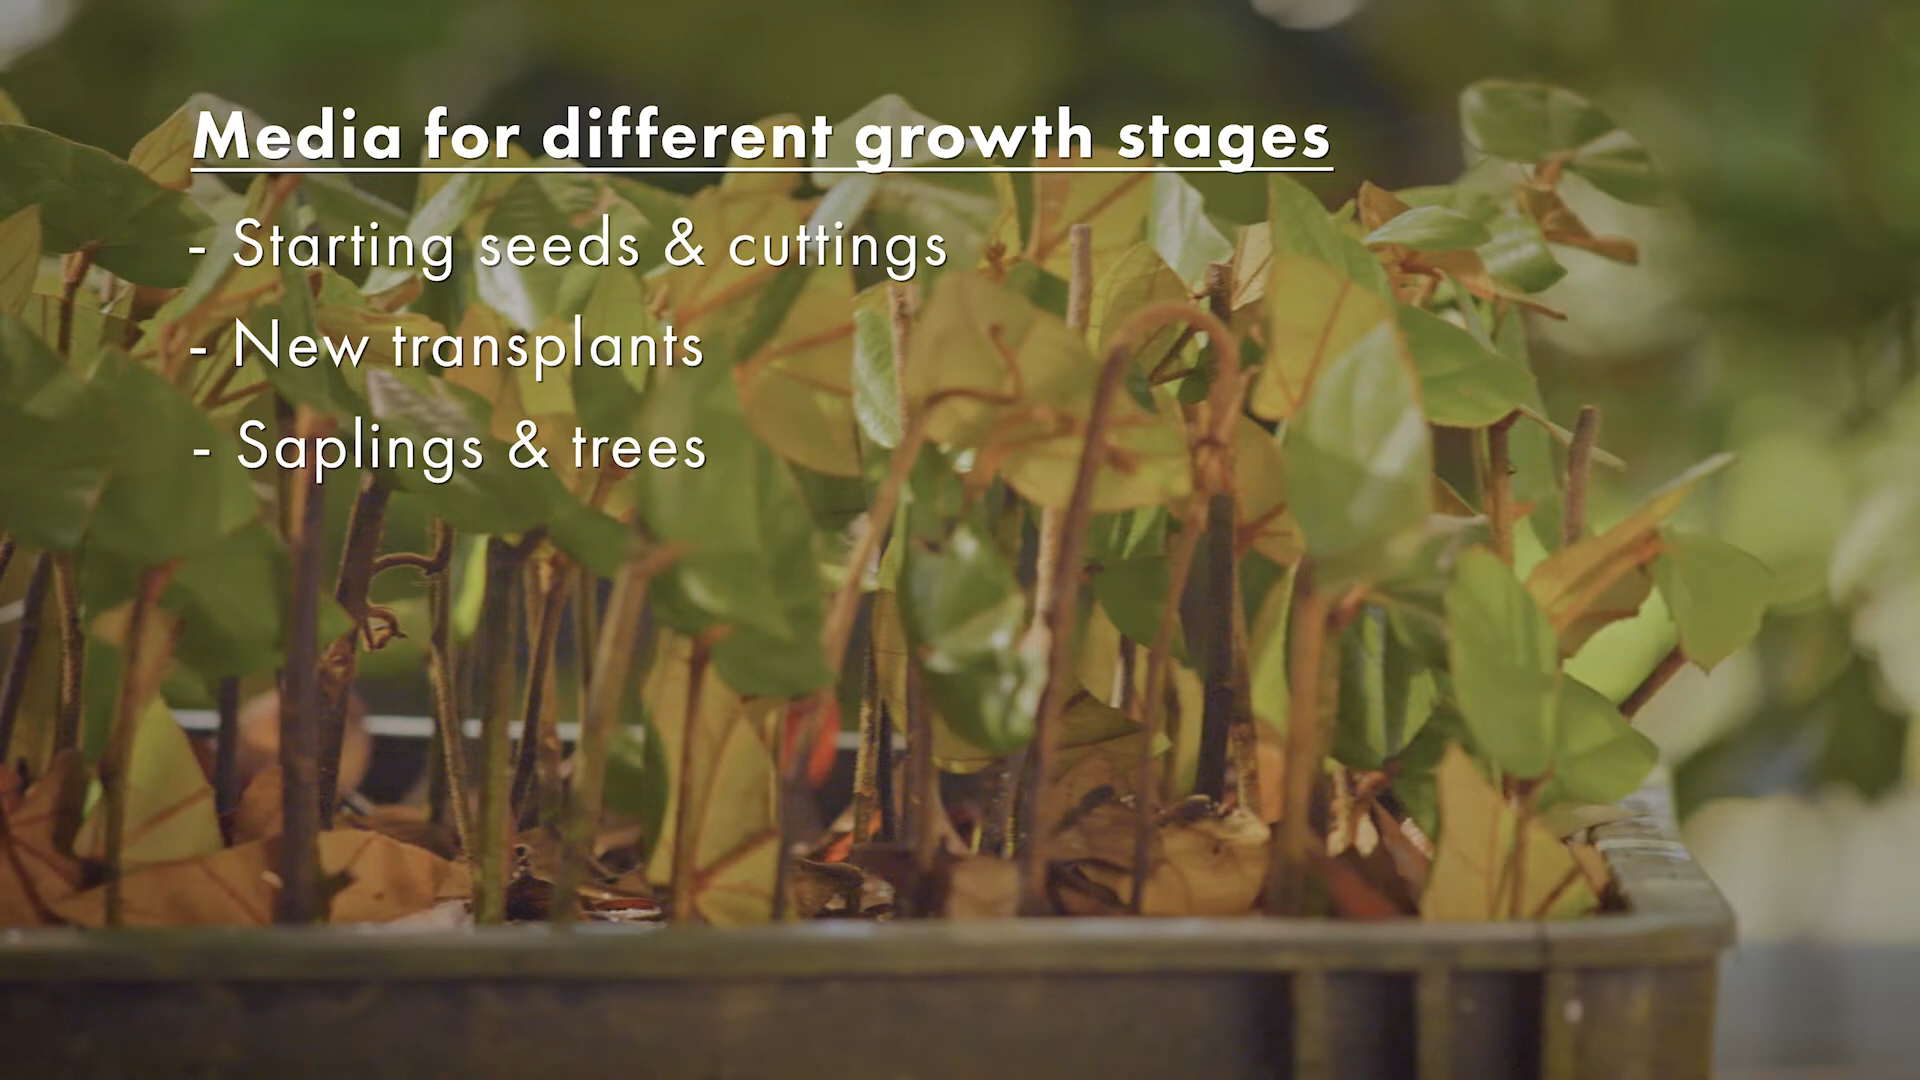 Media for different growth stages
- Starting seeds & cuttings
- New transplants
- Saplings & trees